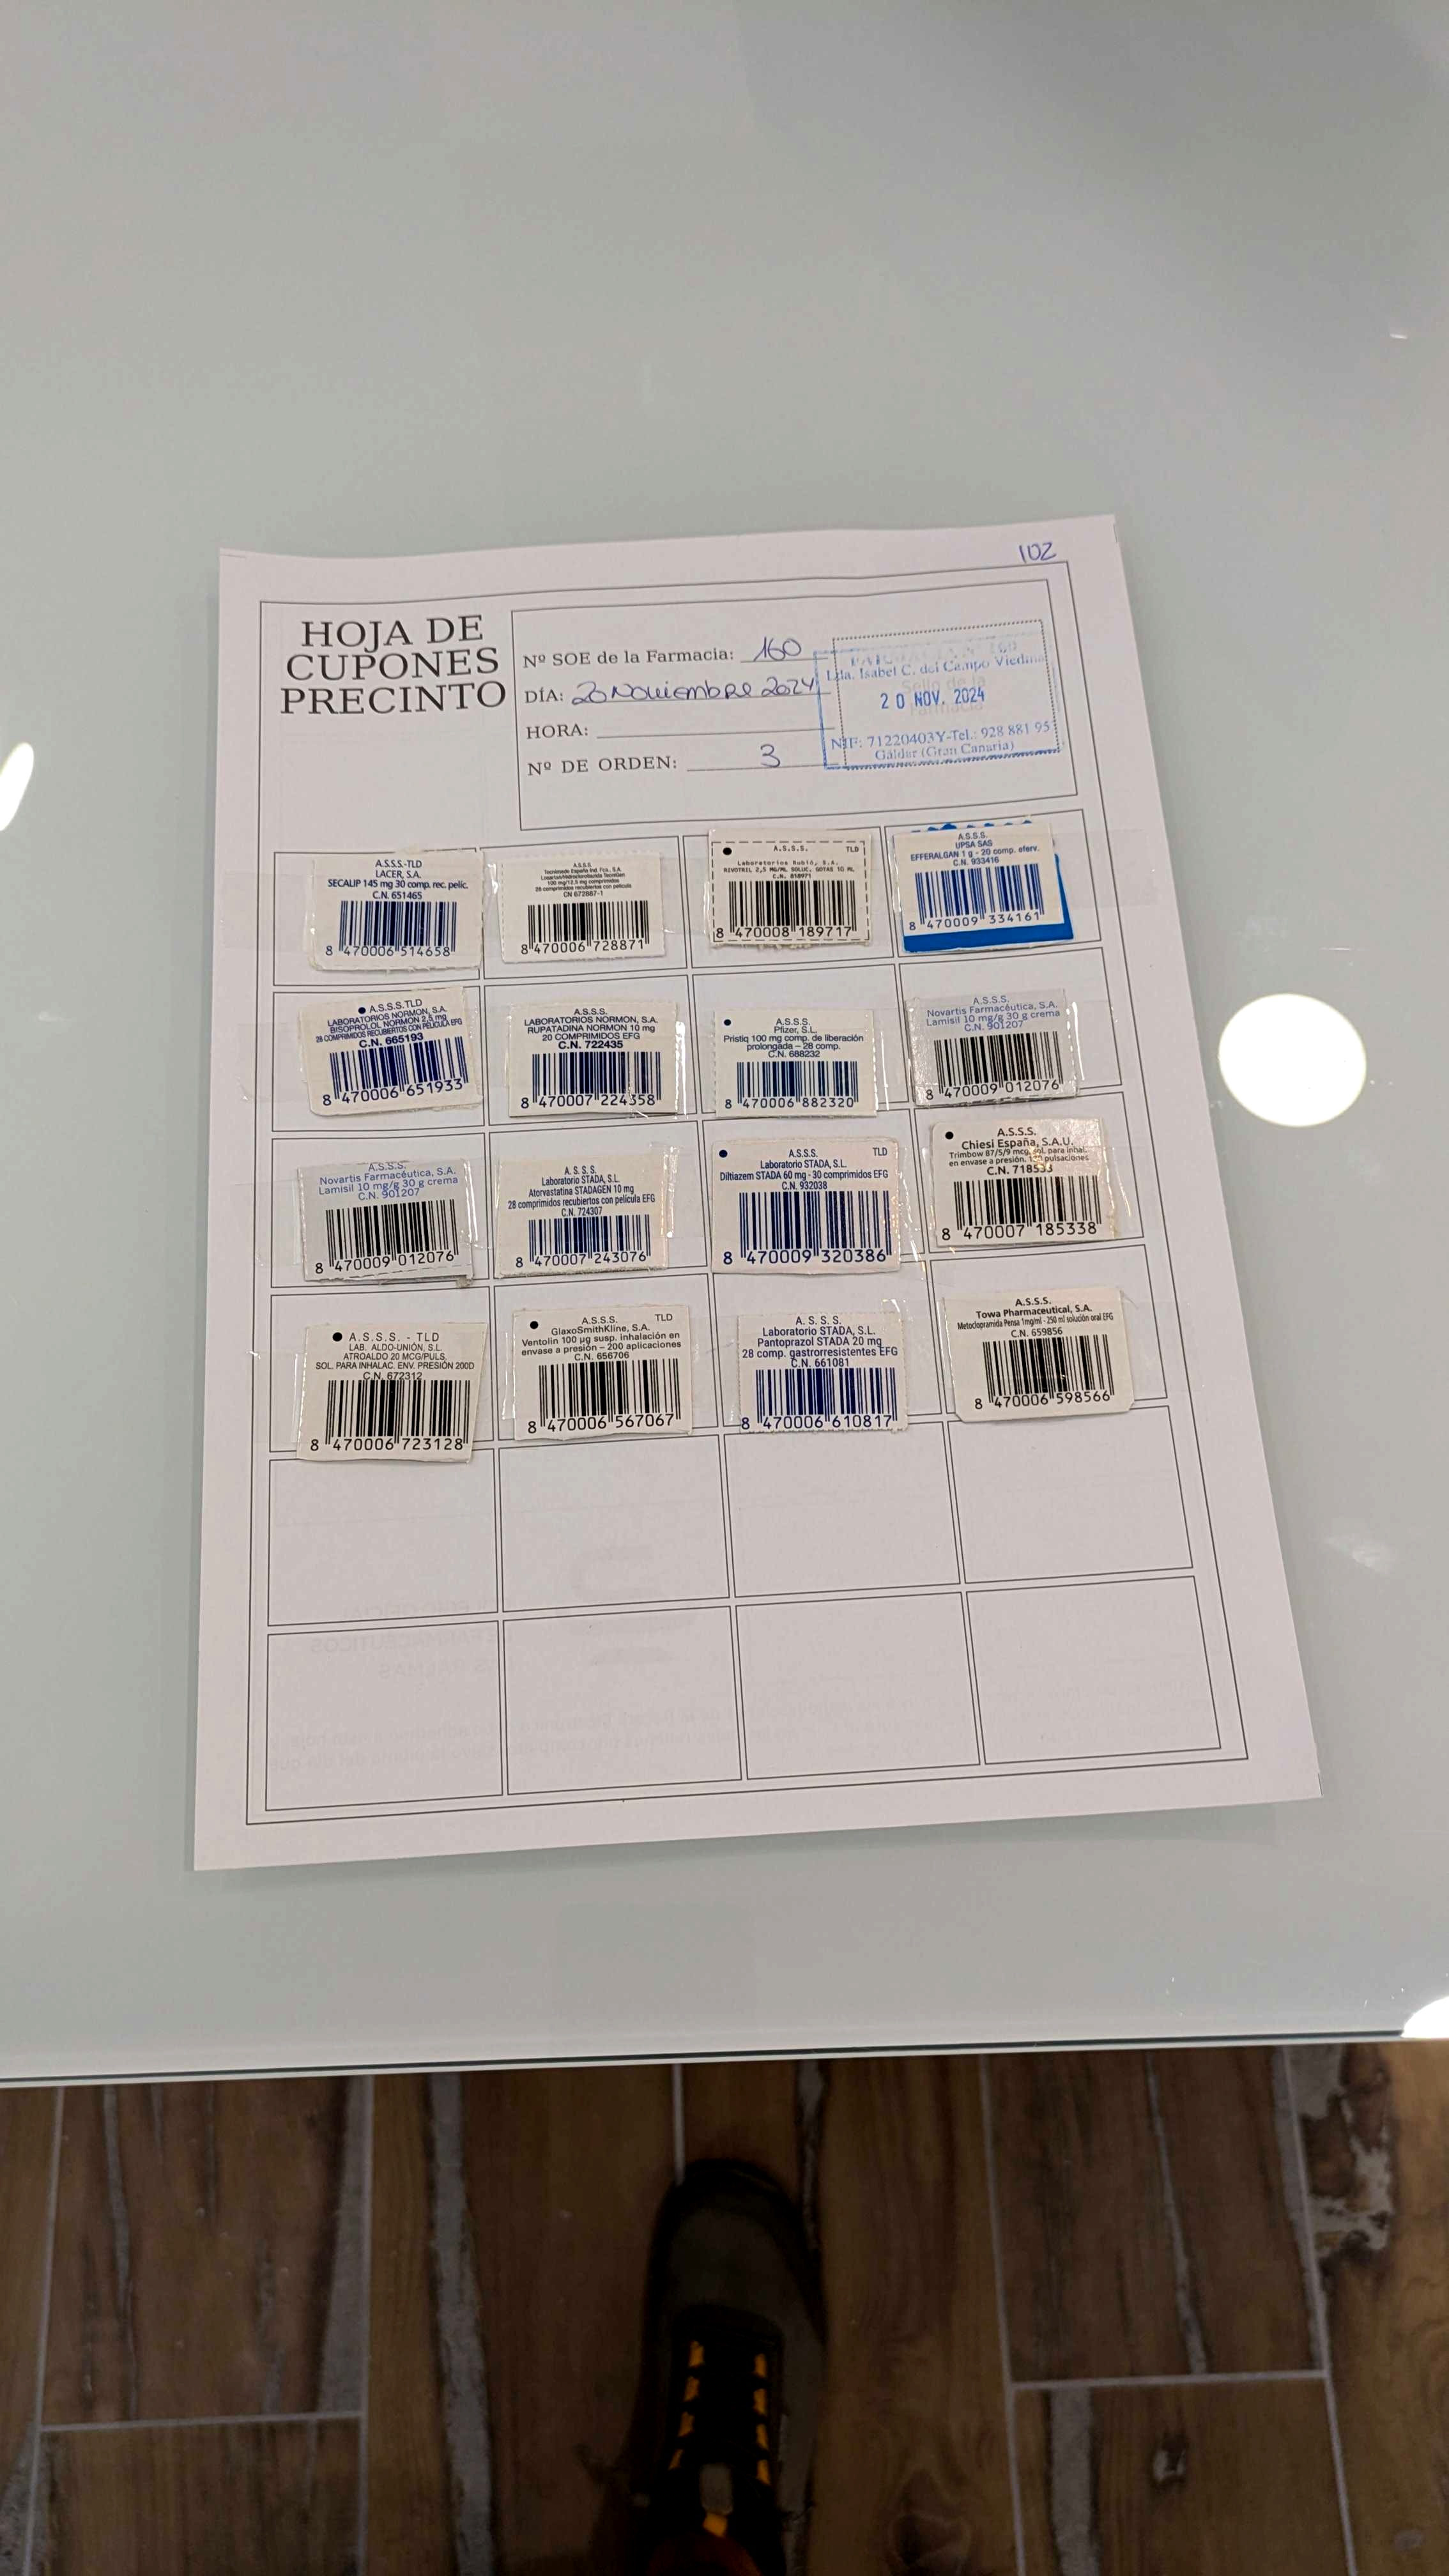 102
HOJA DE
CUPONES
PRECINTO
Nº SOE de la Farmacia: 160
DÍA: 20 Noviembre 2024
HORA:
Nº DE ORDEN: 3
Lda. Isabel C. del Campo Viedma
Sello de la
20 NOV. 2024
Farmacia
NIF: 71220403Y-Tel.: 928 881 95
Gáldar (Gran Canaria)
A.S.S.S.-TLD
LACER, S.A.
SECALIP 145 mg 30 comp. rec. pelíc.
C.N. 651465
8 470006 514658
A.S.S.S.
Tecnimede España Ind. Fca., S.A.
Losartan/Hidroclorotiazida TecniGen
100 mg/12,5 mg comprimidos
28 comprimidos recubiertos con película
CN 672887-1
8 470006 728871
A.S.S.S. TLD
Laboratorios Rubió, S.A.
RIVOTRIL 2,5 MG/ML SOLUC. GOTAS 10 ML
C.N. 818971
8 470008 189717
A.S.S.S.
UPSA SAS
EFFERALGAN 1 g - 20 comp. eferv.
C.N. 933416
8 470009 334161
A.S.S.S.TLD
LABORATORIOS NORMON, S.A.
BISOPROLOL NORMON 2,5 mg
28 COMPRIMIDOS RECUBIERTOS CON PELICULA EFG
C.N. 665193
8 470006 651933
A.S.S.S.
LABORATORIOS NORMON, S.A.
RUPATADINA NORMON 10 mg
20 COMPRIMIDOS EFG
C.N. 722435
8 470007 224358
A.S.S.S.
Pfizer, S.L.
Pristiq 100 mg comp. de liberación
prolongada – 28 comp.
C.N. 688232
8 470006 882320
A.S.S.S.
Novartis Farmacéutica, S.A.
Lamisil 10 mg/g 30 g crema
C.N. 901207
8 470009 012076
A.S.S.S.
Novartis Farmacéutica, S.A.
Lamisil 10 mg/g 30 g crema
C.N. 901207
8 470009 012076
A. S. S. S.
Laboratorio STADA, S.L.
Atorvastatina STADAGEN 10 mg
28 comprimidos recubiertos con película EFG
C.N. 724307
8 470007 243076
A.S.S.S. TLD
Laboratorio STADA, S.L.
Diltiazem STADA 60 mg - 30 comprimidos EFG
C.N. 932038
8 470009 320386
A.S.S.S.
Chiesi España, S.A.U.
Trimbow 87/5/9 mcg sol. para inhal.
en envase a presión. pulsaciones
C.N. 718533
8 470007 185338
A.S.S.S. - TLD
LAB. ALDO-UNIÓN, S.L.
ATROALDO 20 MCG/PULS.
SOL. PARA INHALAC. ENV. PRESIÓN 200D
C.N. 672312
8 470006 723128
A.S.S.S. TLD
GlaxoSmithKline, S.A.
Ventolin 100 µg susp. inhalación en
envase a presión – 200 aplicaciones
C.N. 656706
8 470006 567067
A. S. S. S.
Laboratorio STADA, S.L.
Pantoprazol STADA 20 mg
28 comp. gastrorresistentes EFG
C.N. 661081
8 470006 610817
A.S.S.S.
Towa Pharmaceutical, S.A.
Metoclopramida Pensa 1mg/ml - 250 ml solución oral EFG
C.N. 659856
8 470006 598566